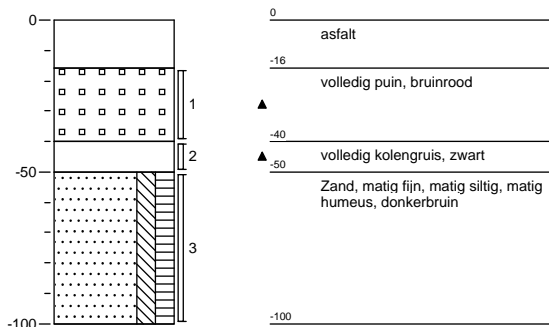 0
-50
-100
1
2
3
0
asfalt
-16
volledig puin, bruinrood
-40
volledig kolengruis, zwart
-50
Zand, matig fijn, matig siltig, matig
humeus, donkerbruin
-100